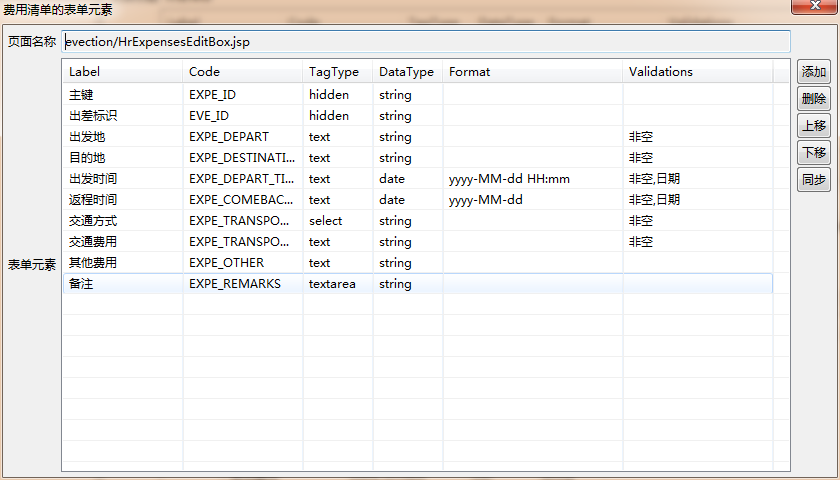 费用清单的表单元素
页面名称 evection/HrExpensesEditBox.jsp
Label Code TagType DataType Format Validations
添加
主键 EXPE_ID hidden string
删除
出差标识 EVE_ID hidden string
上移
出发地 EXPE_DEPART text string 非空
下移
目的地 EXPE_DESTINATI... text string 非空
同步
出发时间 EXPE_DEPART_TI... text date yyyy-MM-dd HH:mm 非空,日期
返程时间 EXPE_COMEBAC... text date yyyy-MM-dd 非空,日期
交通方式 EXPE_TRANSPO... select string 非空
交通费用 EXPE_TRANSPO... text string 非空
表单元素
其他费用 EXPE_OTHER text string
备注 EXPE_REMARKS textarea string